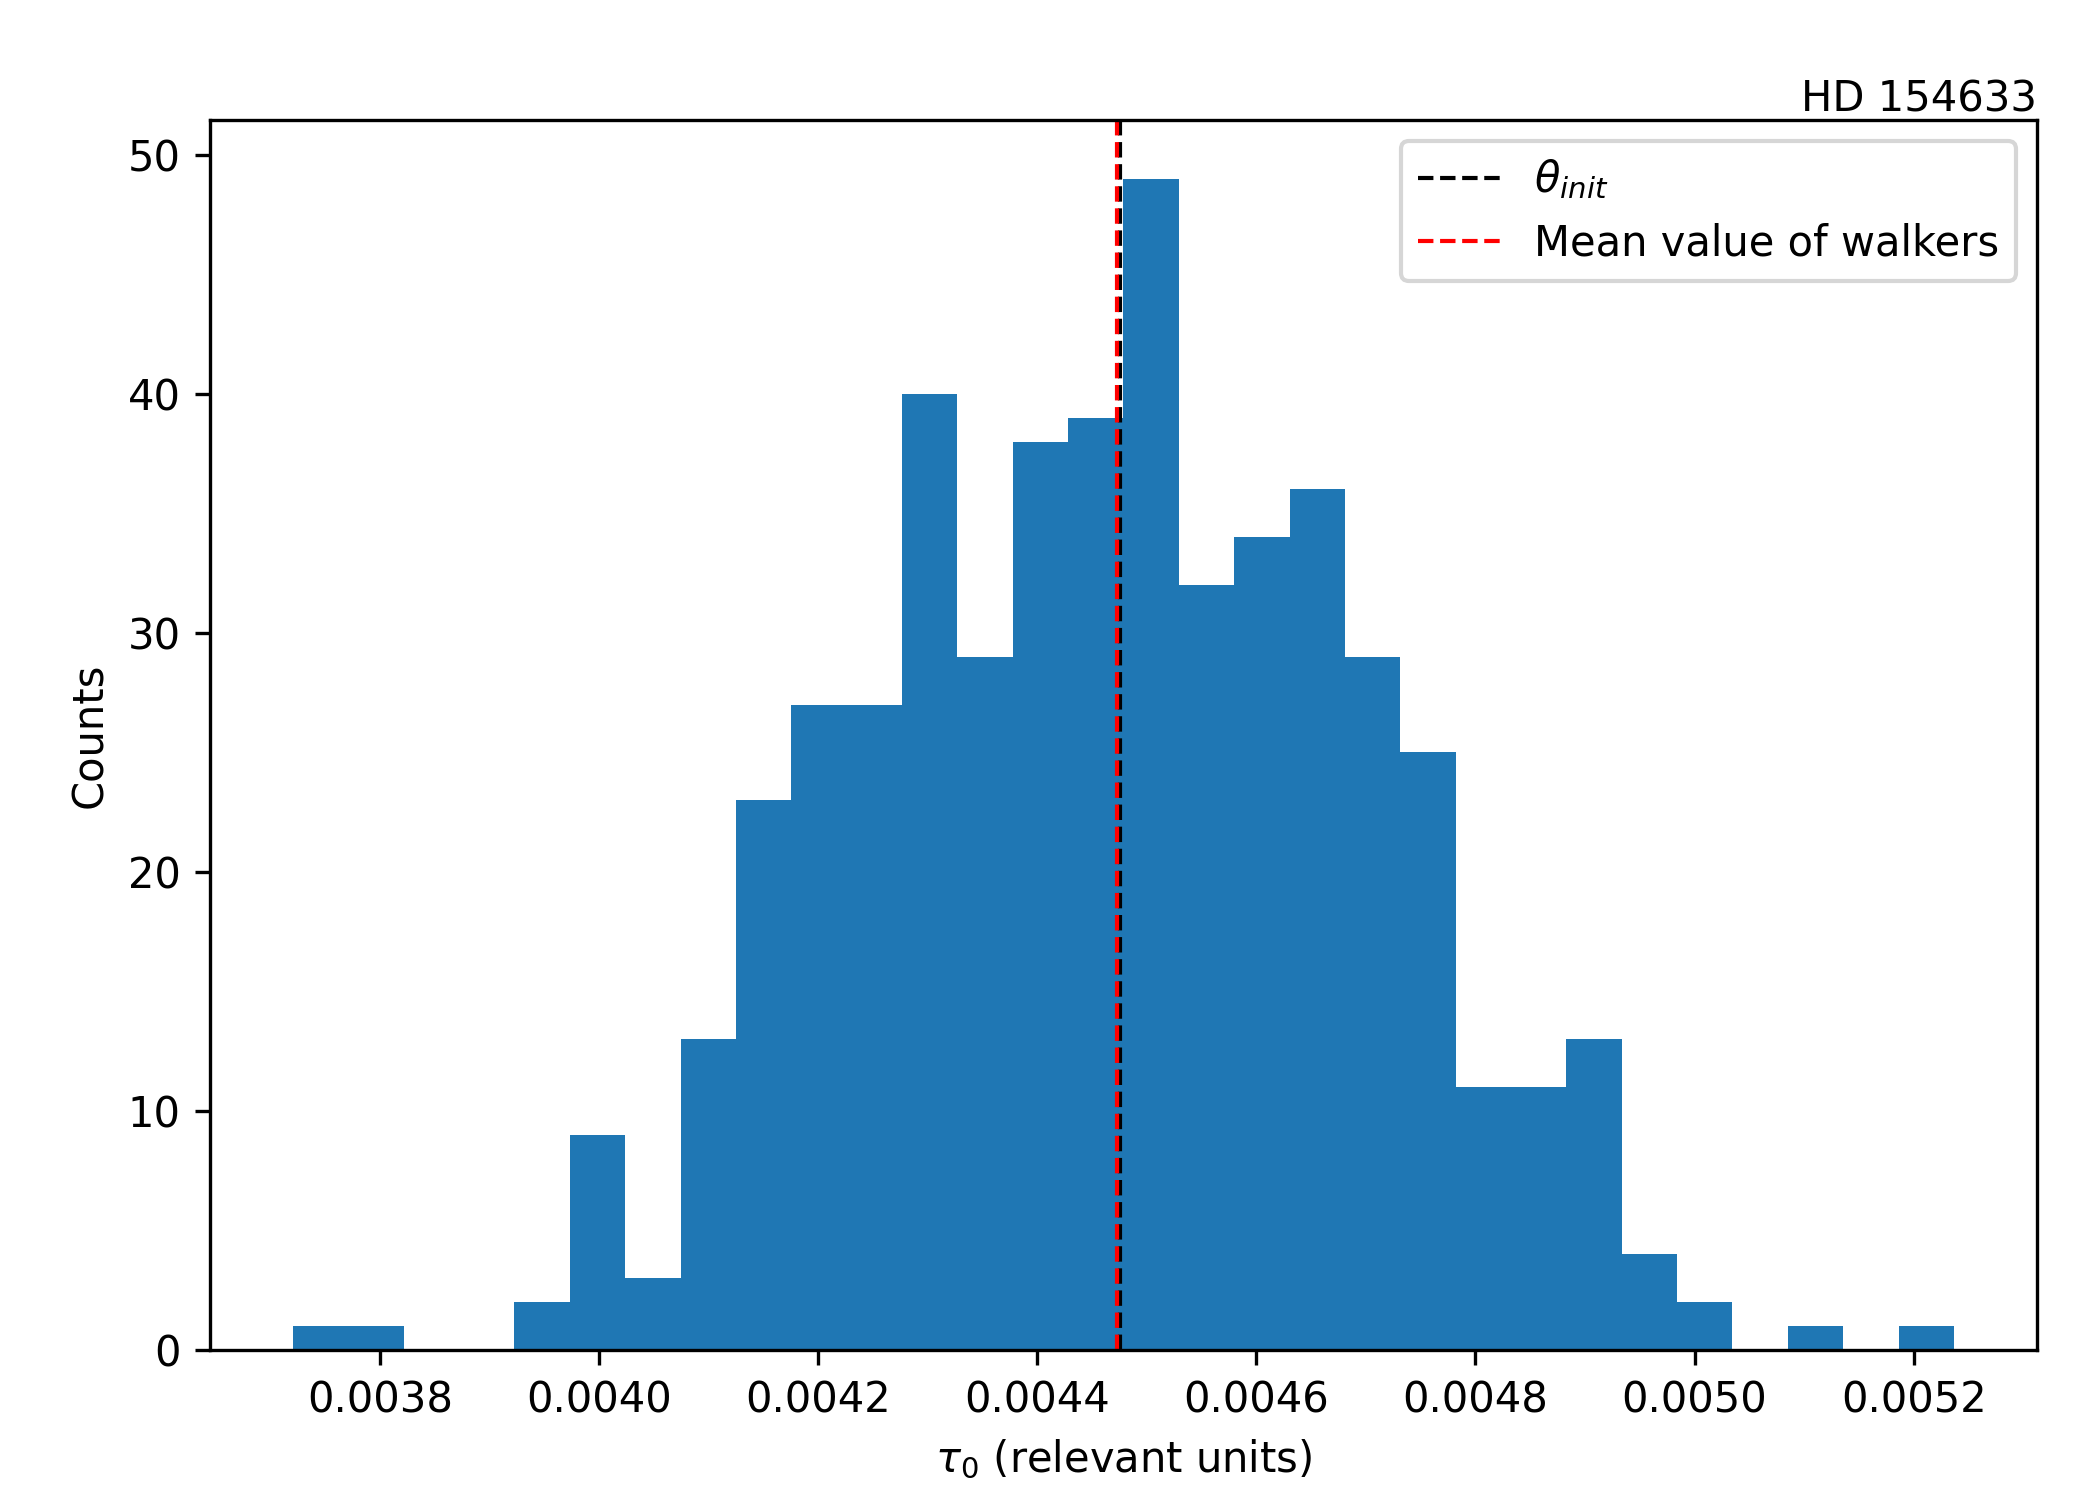 HD 154633
θinit
Mean value of walkers
50
40
30
20
10
0
Counts
0.0038 0.0040 0.0042 0.0044 0.0046 0.0048 0.0050 0.0052
τ0 (relevant units)